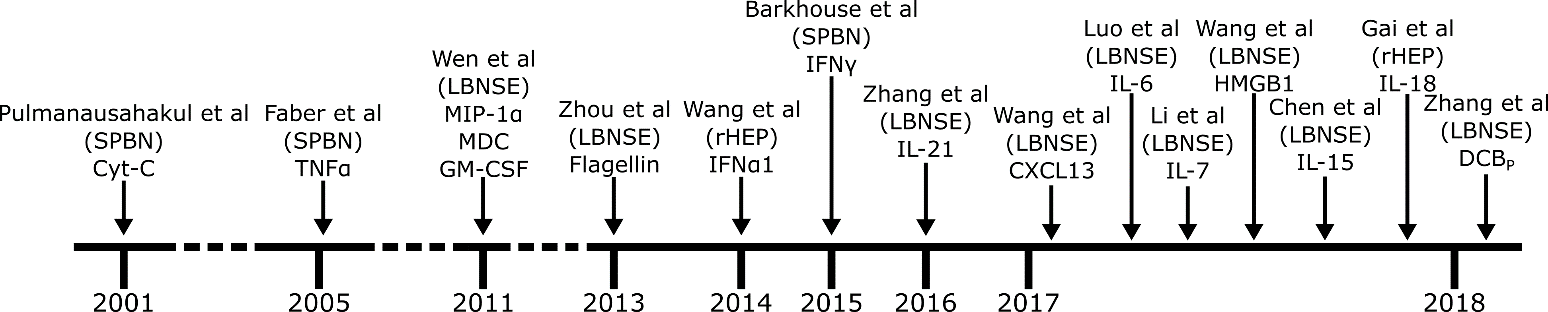 Pulmanausahakul et al
(SPBN)
Cyt-C
Faber et al
(SPBN)
TNFɑ
Wen et al
(LBNSE)
MIP-1ɑ
MDC
GM-CSF
Zhou et al
(LBNSE)
Flagellin
Wang et al
(rHEP)
IFNɑ1
Barkhouse et al
(SPBN)
IFNγ
Zhang et al
(LBNSE)
IL-21
Wang et al
(LBNSE)
CXCL13
Luo et al
(LBNSE)
IL-6
Li et al
(LBNSE)
IL-7
Wang et al
(LBNSE)
HMGB1
Chen et al
(LBNSE)
IL-15
Gai et al
(rHEP)
IL-18
Zhang et al
(LBNSE)
DCBₚ
2001
2005
2011
2013
2014
2015
2016
2017
2018